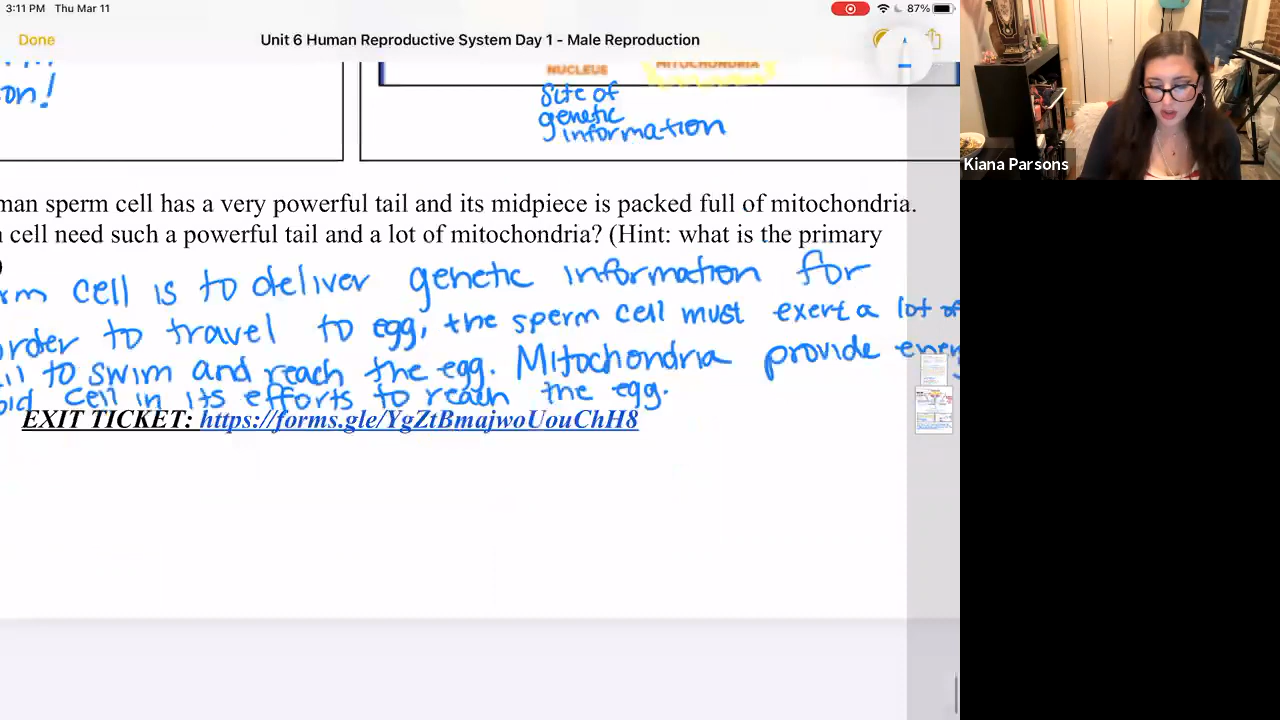 3:11 PM Thu Mar 11
87%
Done
Unit 6 Human Reproductive System Day 1 - Male Reproduction
NUCLEUS
MITOCHONDRIA
on!
Site of
genetic
information
man sperm cell has a very powerful tail and its midpiece is packed full of mitochondria.
cell need such a powerful tail and a lot of mitochondria? (Hint: what is the primary
)
rm cell is to deliver genetic information for
order to travel to egg, the sperm cell must exert a lot of
il to swim and reach the egg. Mitochondria provide energ
cell in its efforts to reach the egg.
EXIT TICKET: https://forms.gle/YgZtBmajwoUouChH8
Kiana Parsons